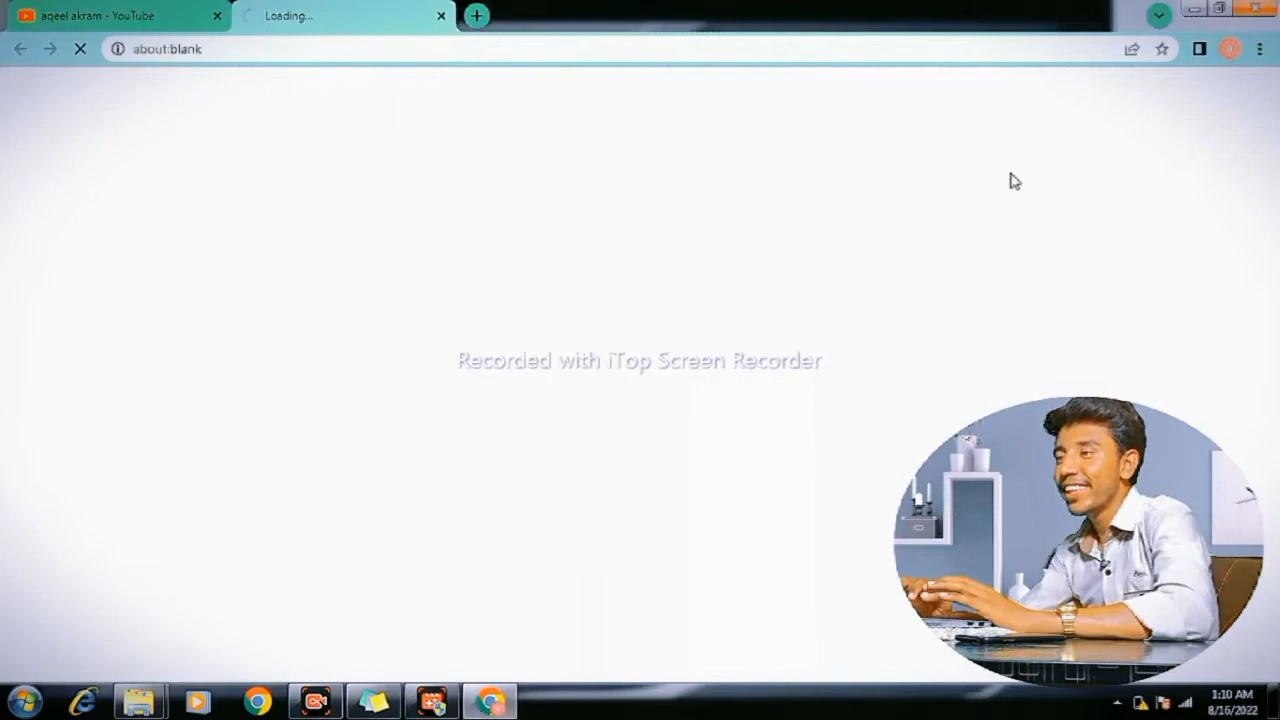 aqeel akram - YouTube
Loading...
about:blank
Recorded with iTop Screen Recorder
1:10 AM
8/16/2022